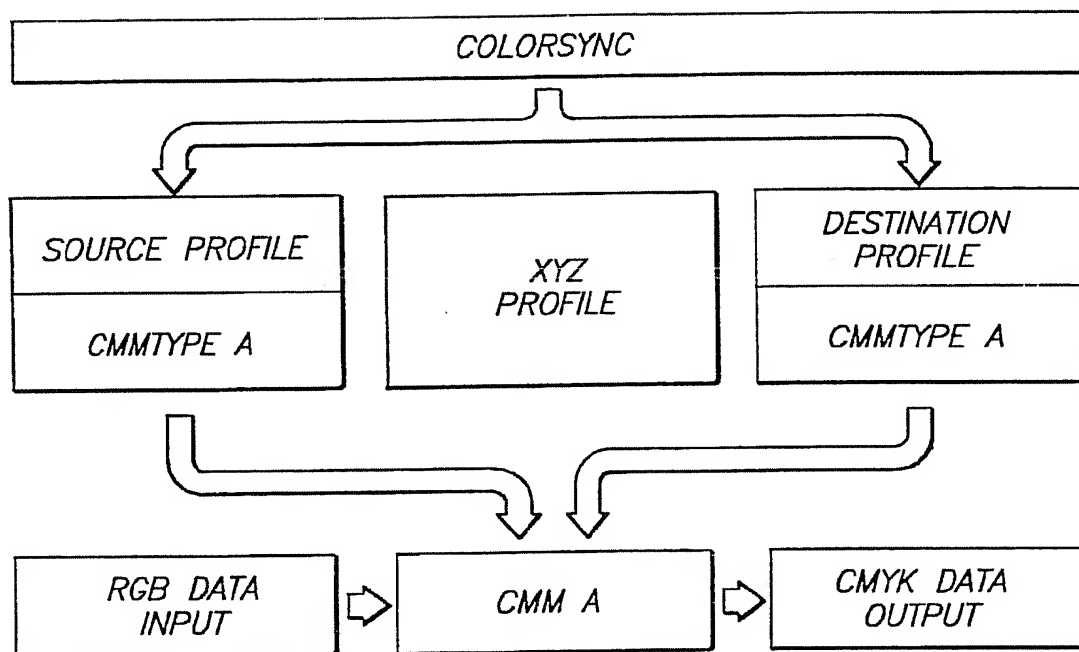 COLORSYNC
SOURCE PROFILE
CMMTYPE A
XYZ
PROFILE
DESTINATION
PROFILE
CMMTYPE A
RGB DATA
INPUT
CMM A
CMYK DATA
OUTPUT